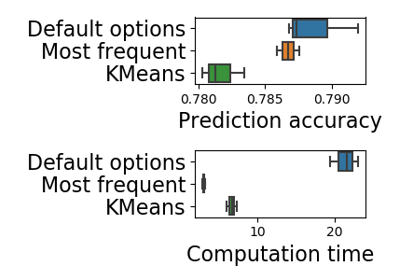 Default options
Most frequent
KMeans
0.780 0.785 0.790
Prediction accuracy
Default options
Most frequent
KMeans
10 20
Computation time